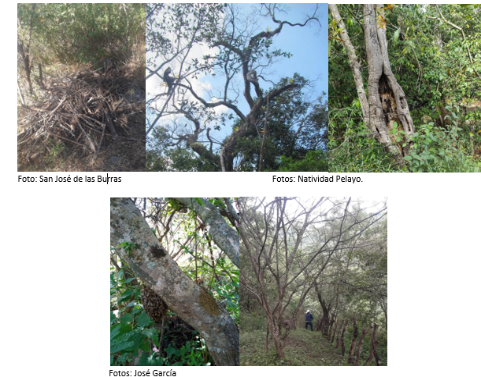 Foto: San José de las Burras
Fotos: Natividad Pelayo.
Fotos: José García